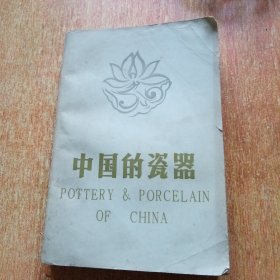 中国的瓷器
POTTERY & PORCELAIN
OF CHINA